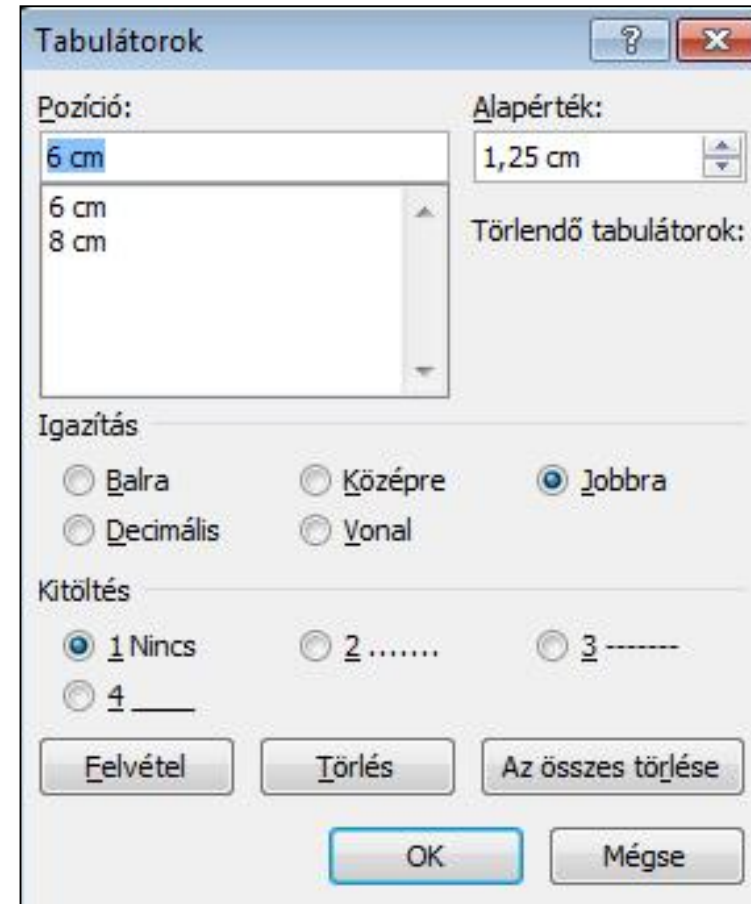 Tabulátorok
Pozíció:
Alapérték:
6 cm
1,25 cm
6 cm
8 cm
Törlendő tabulátorok:
Igazítás
Balra
Középre
Jobbra
Decimális
Vonal
Kitöltés
1 Nincs
2 .......
3 -------
4 ____
Felvétel
Törlés
Az összes törlése
OK
Mégse